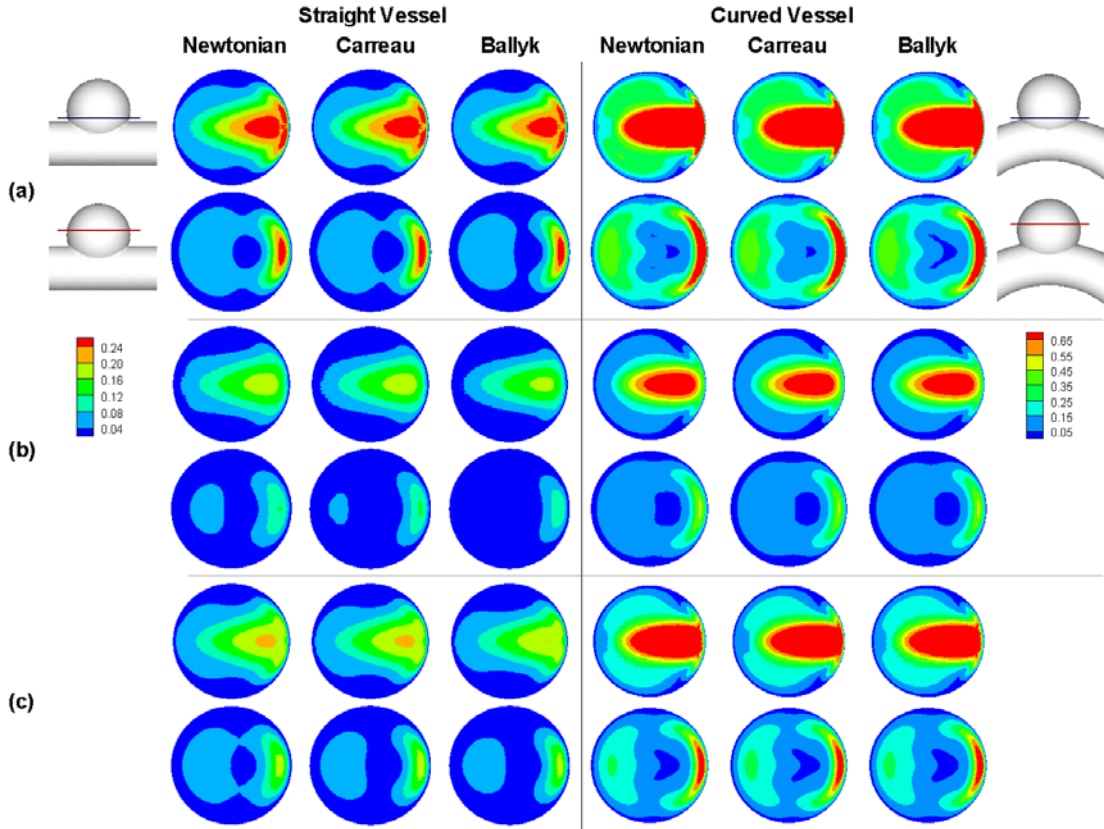 Straight Vessel
Curved Vessel
Newtonian Carreau Ballyk
Newtonian Carreau Ballyk
(a)
0.24
0.20
0.16
0.12
0.08
0.04
0.65
0.55
0.45
0.35
0.25
0.15
0.05
(b)
(c)